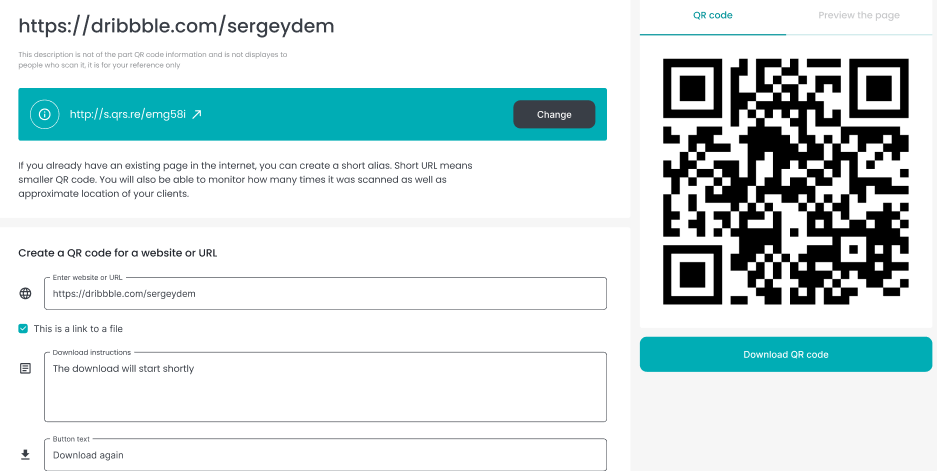 https://dribbble.com/sergeydem
This description is not of the part QR code information and is not displayes to
people who scan it, it is for your reference only
http://s.qrs.re/emg58i
Change
If you already have an existing page in the internet, you can create a short alias. Short URL means
smaller QR code. You will also be able to monitor how many times it was scanned as well as
approximate location of your clients.
Create a QR code for a website or URL
Enter website or URL
https://dribbble.com/sergeydem
This is a link to a file
Download instructions
The download will start shortly
Button text
Download again
QR code
Preview the page
Download QR code